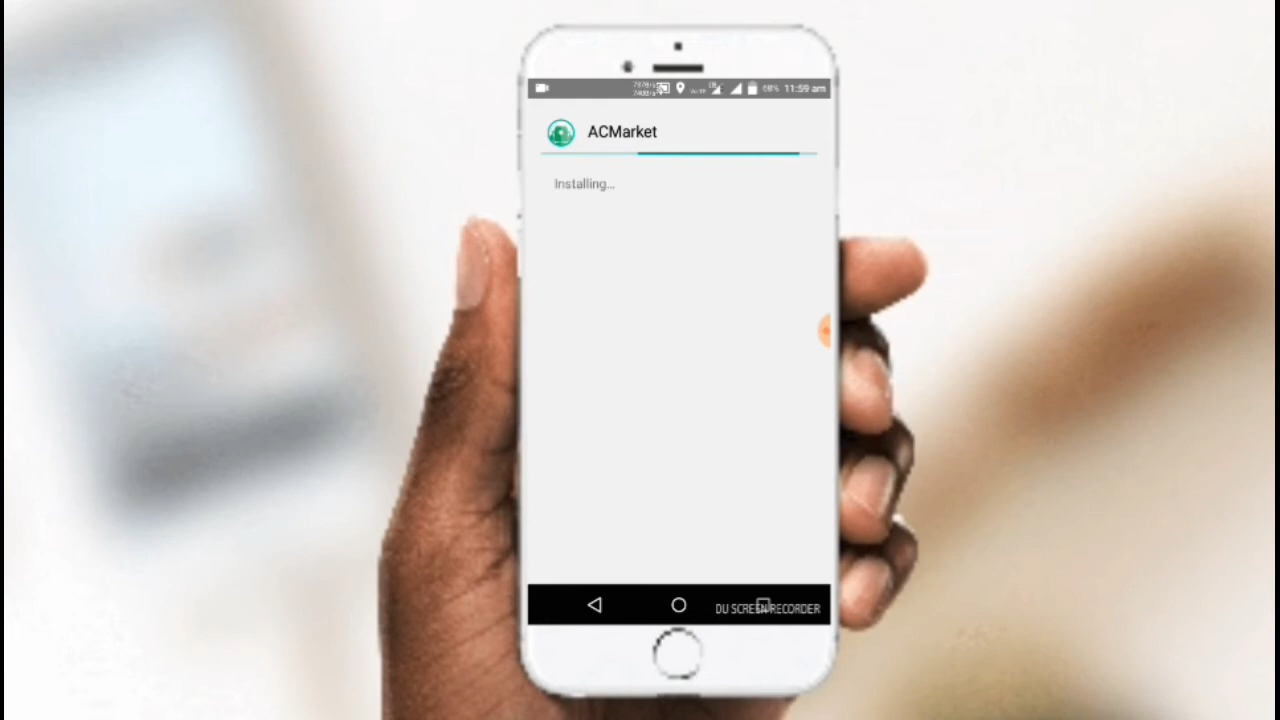 68% 11:59 am
ACMarket
Installing...
DU SCREEN RECORDER